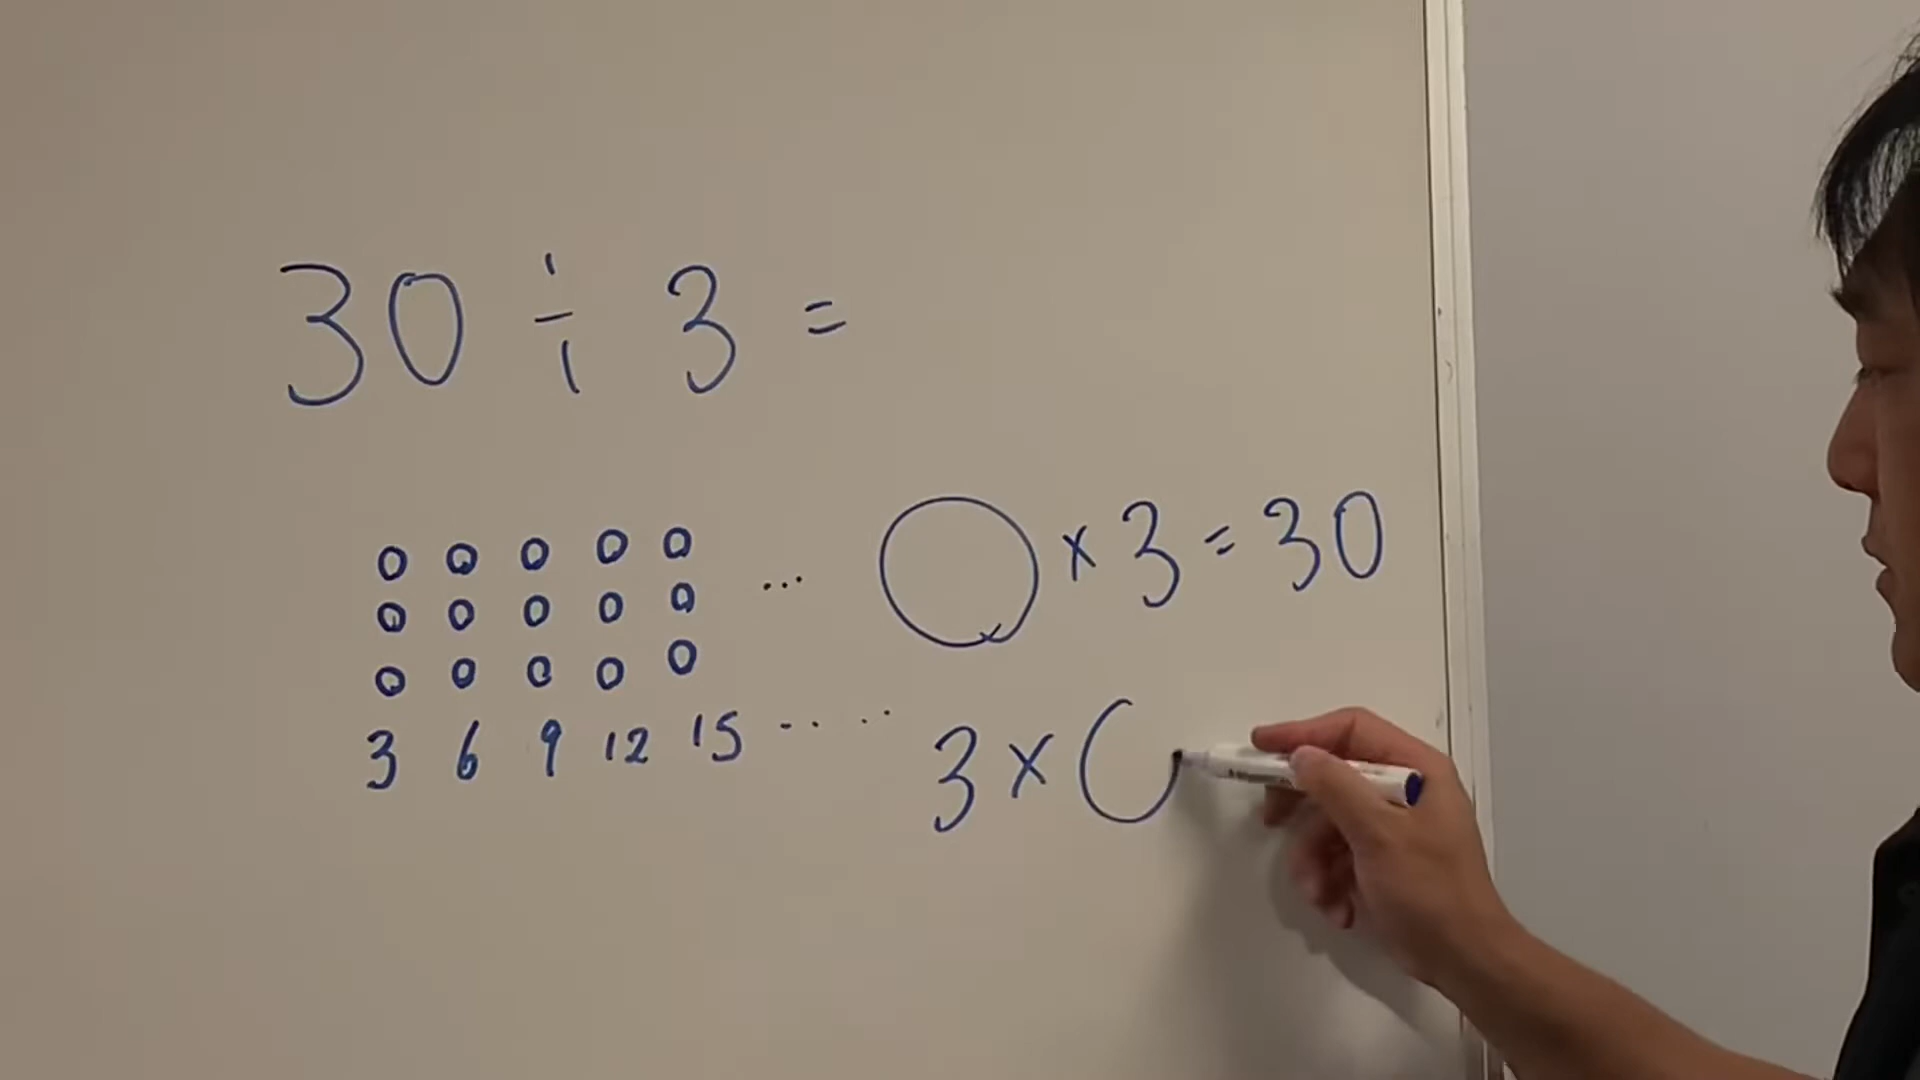 30 ÷ 3 =
... ◯ × 3 = 30
3 6 9 12 15 .....
3 ×